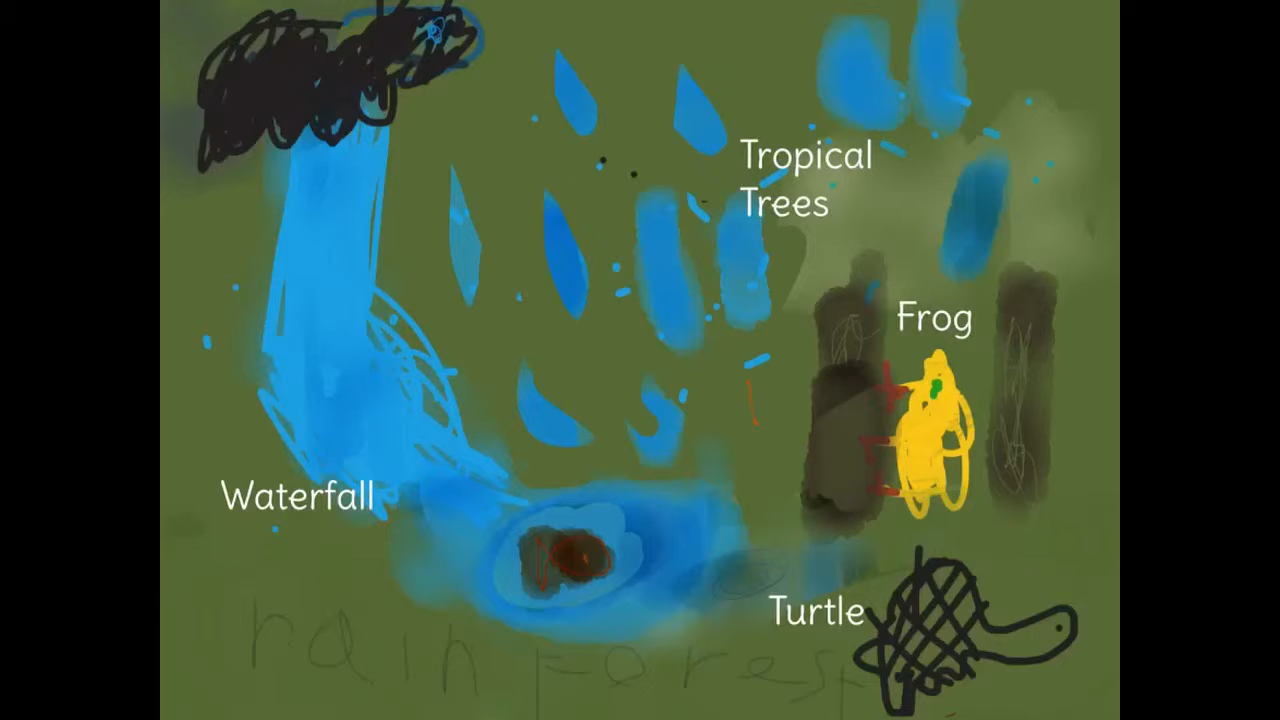 Tropical
Trees
Frog
Waterfall
Turtle
rain Forest